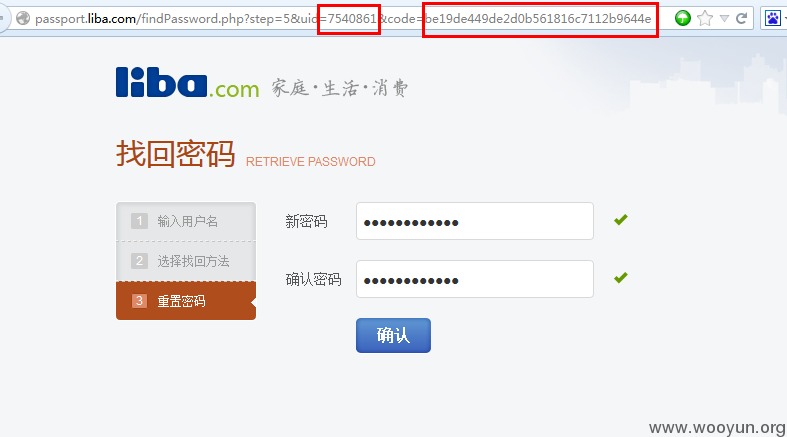 passport.liba.com/findPassword.php?step=5&uid=7540861&code=be19de449de2d0b561816c7112b9644e
liba.com 家庭·生活·消费
找回密码 RETRIEVE PASSWORD
1 输入用户名
2 选择找回方法
3 重置密码
新密码 ●●●●●●●●●●●●
确认密码 ●●●●●●●●●●●●
确认
www.wooyun.org